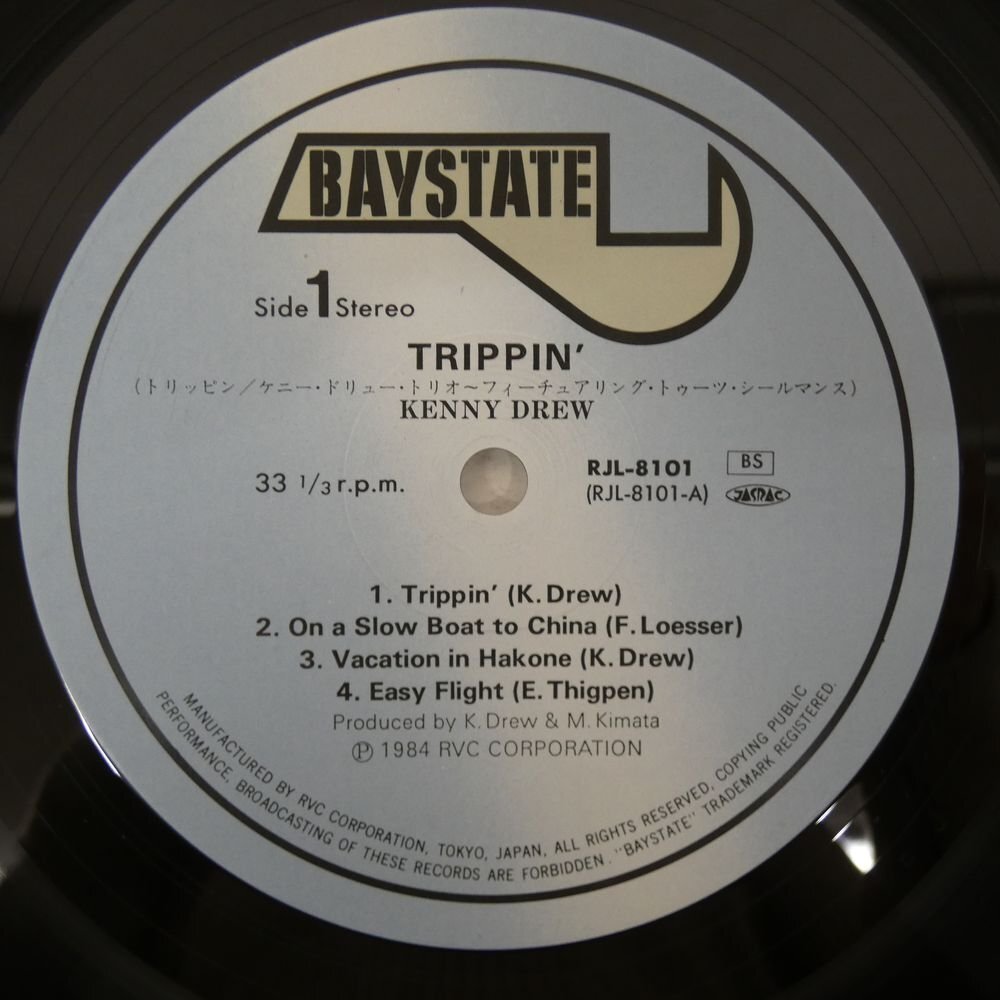 BAYSTATE
Side 1 Stereo
TRIPPIN'
(トリッピン/ケニー・ドリュー・トリオ〜フィーチュアリング・トゥーツ・シールマンス)
KENNY DREW
33 1/3 r.p.m.
RJL-8101 BS
(RJL-8101-A) JASRAC
1. Trippin' (K. Drew)
2. On a Slow Boat to China (F. Loesser)
3. Vacation in Hakone (K. Drew)
4. Easy Flight (E. Thigpen)
Produced by K. Drew & M. Kimata
Ⓟ 1984 RVC CORPORATION
MANUFACTURED BY RVC CORPORATION, TOKYO, JAPAN, ALL RIGHTS RESERVED, COPYING PUBLIC
PERFORMANCE, BROADCASTING OF THESE RECORDS ARE FORBIDDEN. "BAYSTATE" TRADEMARK REGISTERED.